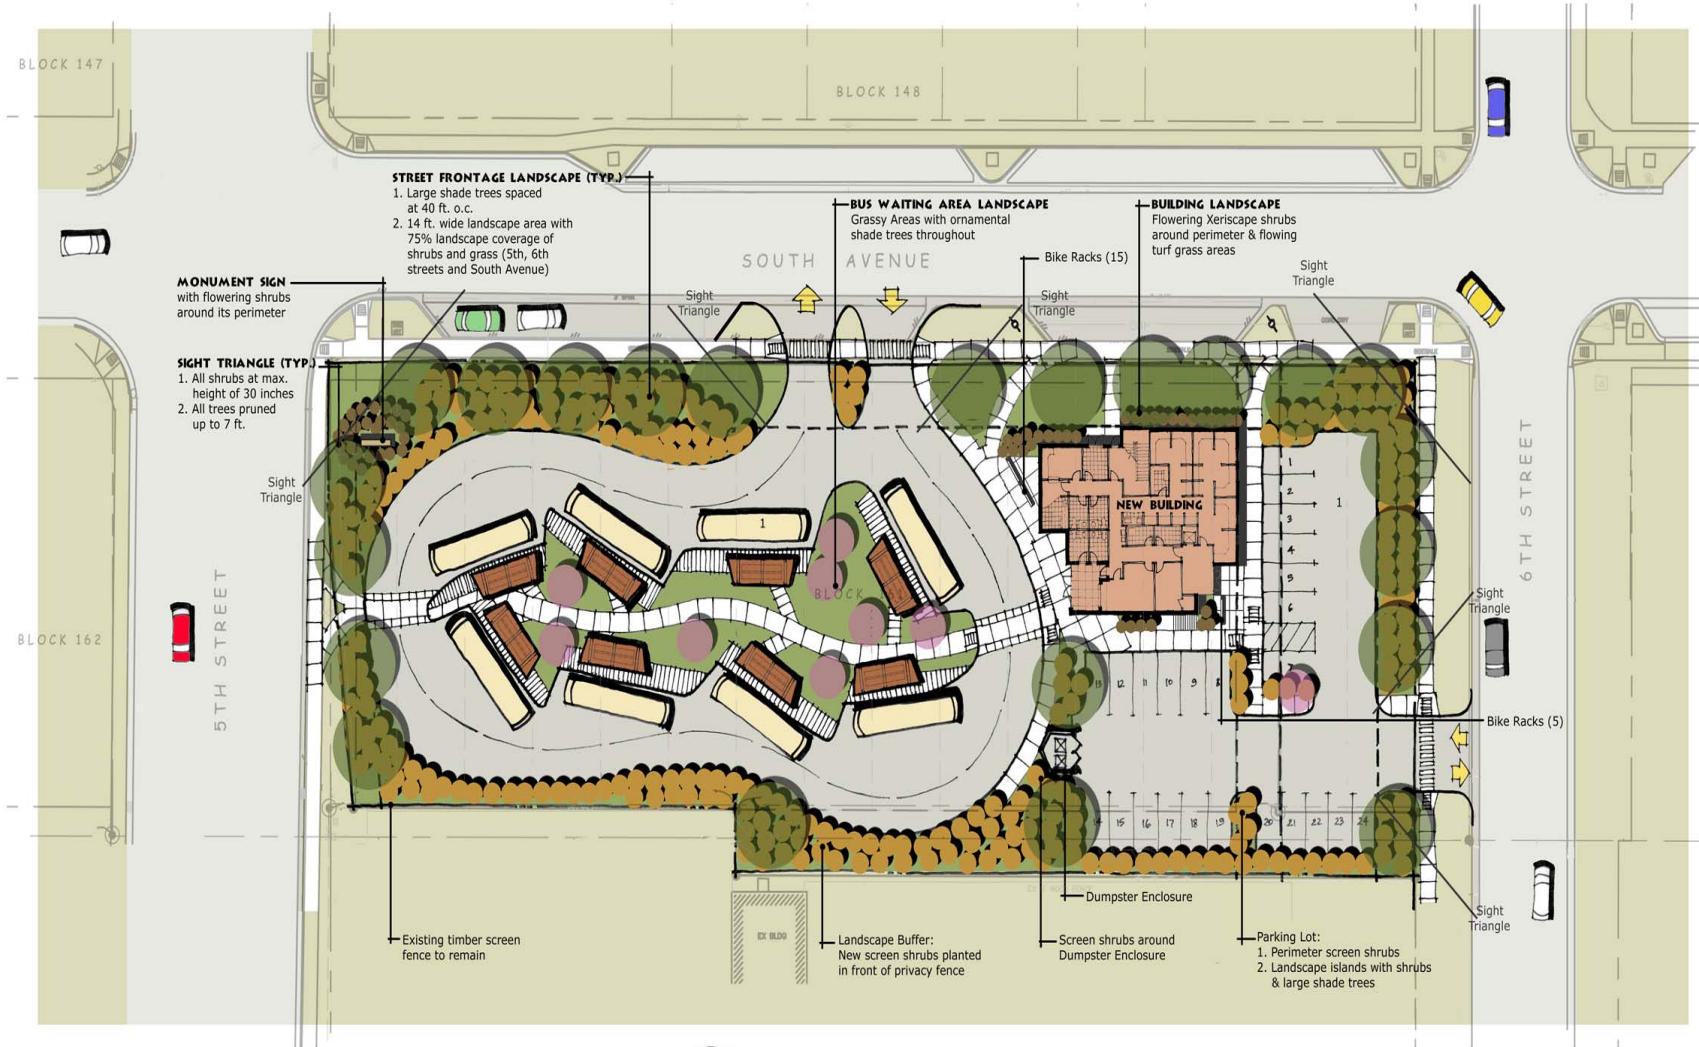 BLOCK 147
BLOCK 148
STREET FRONTAGE LANDSCAPE (TYP.)
1. Large shade trees spaced
at 40 ft. o.c.
2. 14 ft. wide landscape area with
75% landscape coverage of
shrubs and grass (5th, 6th
streets and South Avenue)
BUS WAITING AREA LANDSCAPE
Grassy Areas with ornamental
shade trees throughout
BUILDING LANDSCAPE
Flowering Xeriscape shrubs
around perimeter & flowing
turf grass areas
SOUTH AVENUE
Bike Racks (15)
Sight
Triangle
MONUMENT SIGN
with flowering shrubs
around its perimeter
Sight
Triangle
Sight
Triangle
SIGHT TRIANGLE (TYP.)
1. All shrubs at max.
height of 30 inches
2. All trees pruned
up to 7 ft.
Sight
Triangle
NEW BUILDING
1
1
1
2
3
4
5
6
6TH STREET
5TH STREET
BLOCK 162
BLOCK
Sight
Triangle
13 12 11 10 9 8
Bike Racks (5)
14 15 16 17 18 19 20 21 22 23 24
Dumpster Enclosure
Sight
Triangle
EX BLDG
Existing timber screen
fence to remain
Landscape Buffer:
New screen shrubs planted
in front of privacy fence
Screen shrubs around
Dumpster Enclosure
Parking Lot:
1. Perimeter screen shrubs
2. Landscape islands with shrubs
& large shade trees